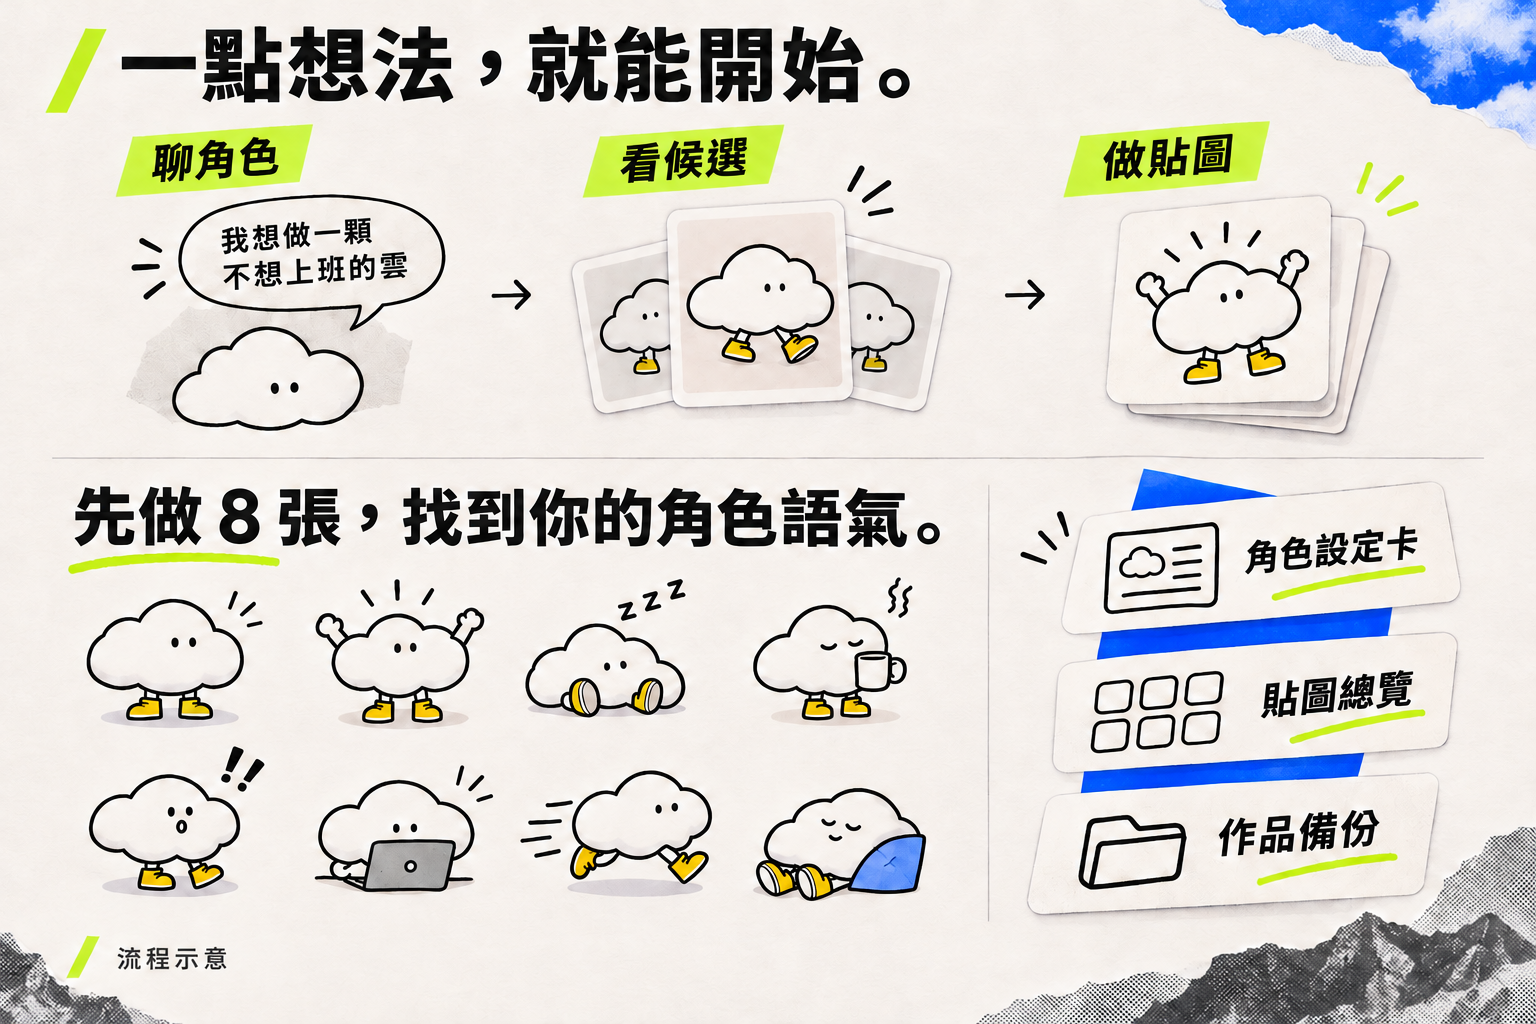 一點想法，就能開始。
聊角色
看候選
做貼圖
我想做一顆
不想上班的雲
先做8張，找到你的角色語氣。
z z z
!!
角色設定卡
貼圖總覽
作品備份
流程示意